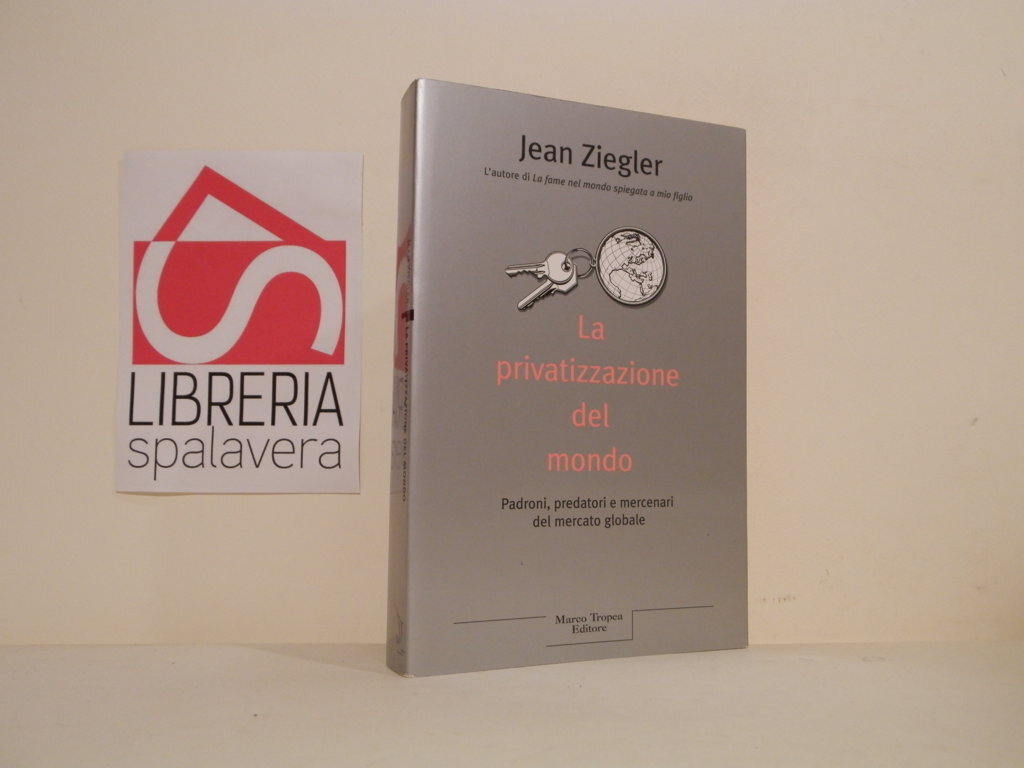 LIBRERIA
spalavera
Jean Ziegler
L'autore di La fame nel mondo spiegata a mio figlio
La
privatizzazione
del
mondo
Padroni, predatori e mercenari
del mercato globale
Marco Tropea
Editore